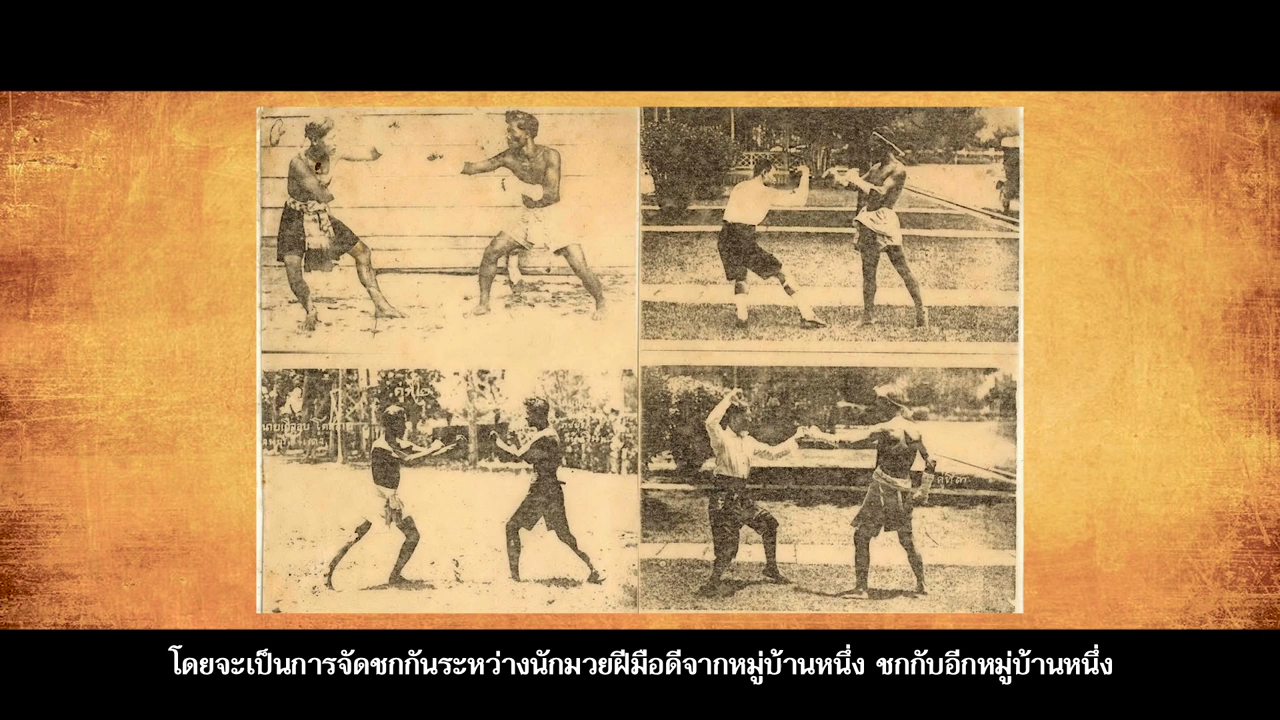 คู่ที่ ๓
โดยจะเป็นการจัดชกกันระหว่างนักมวยฝีมือดีจากหมู่บ้านหนึ่ง ชกกับอีกหมู่บ้านหนึ่ง